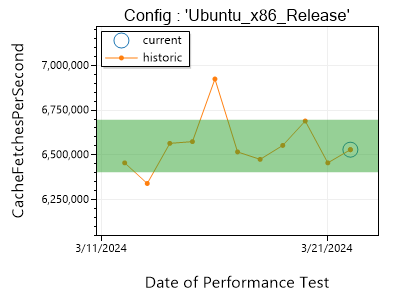 Config : 'Ubuntu_x86_Release'
current
historic
CacheFetchesPerSecond
7,000,000
6,750,000
6,500,000
6,250,000
3/11/2024
3/21/2024
Date of Performance Test